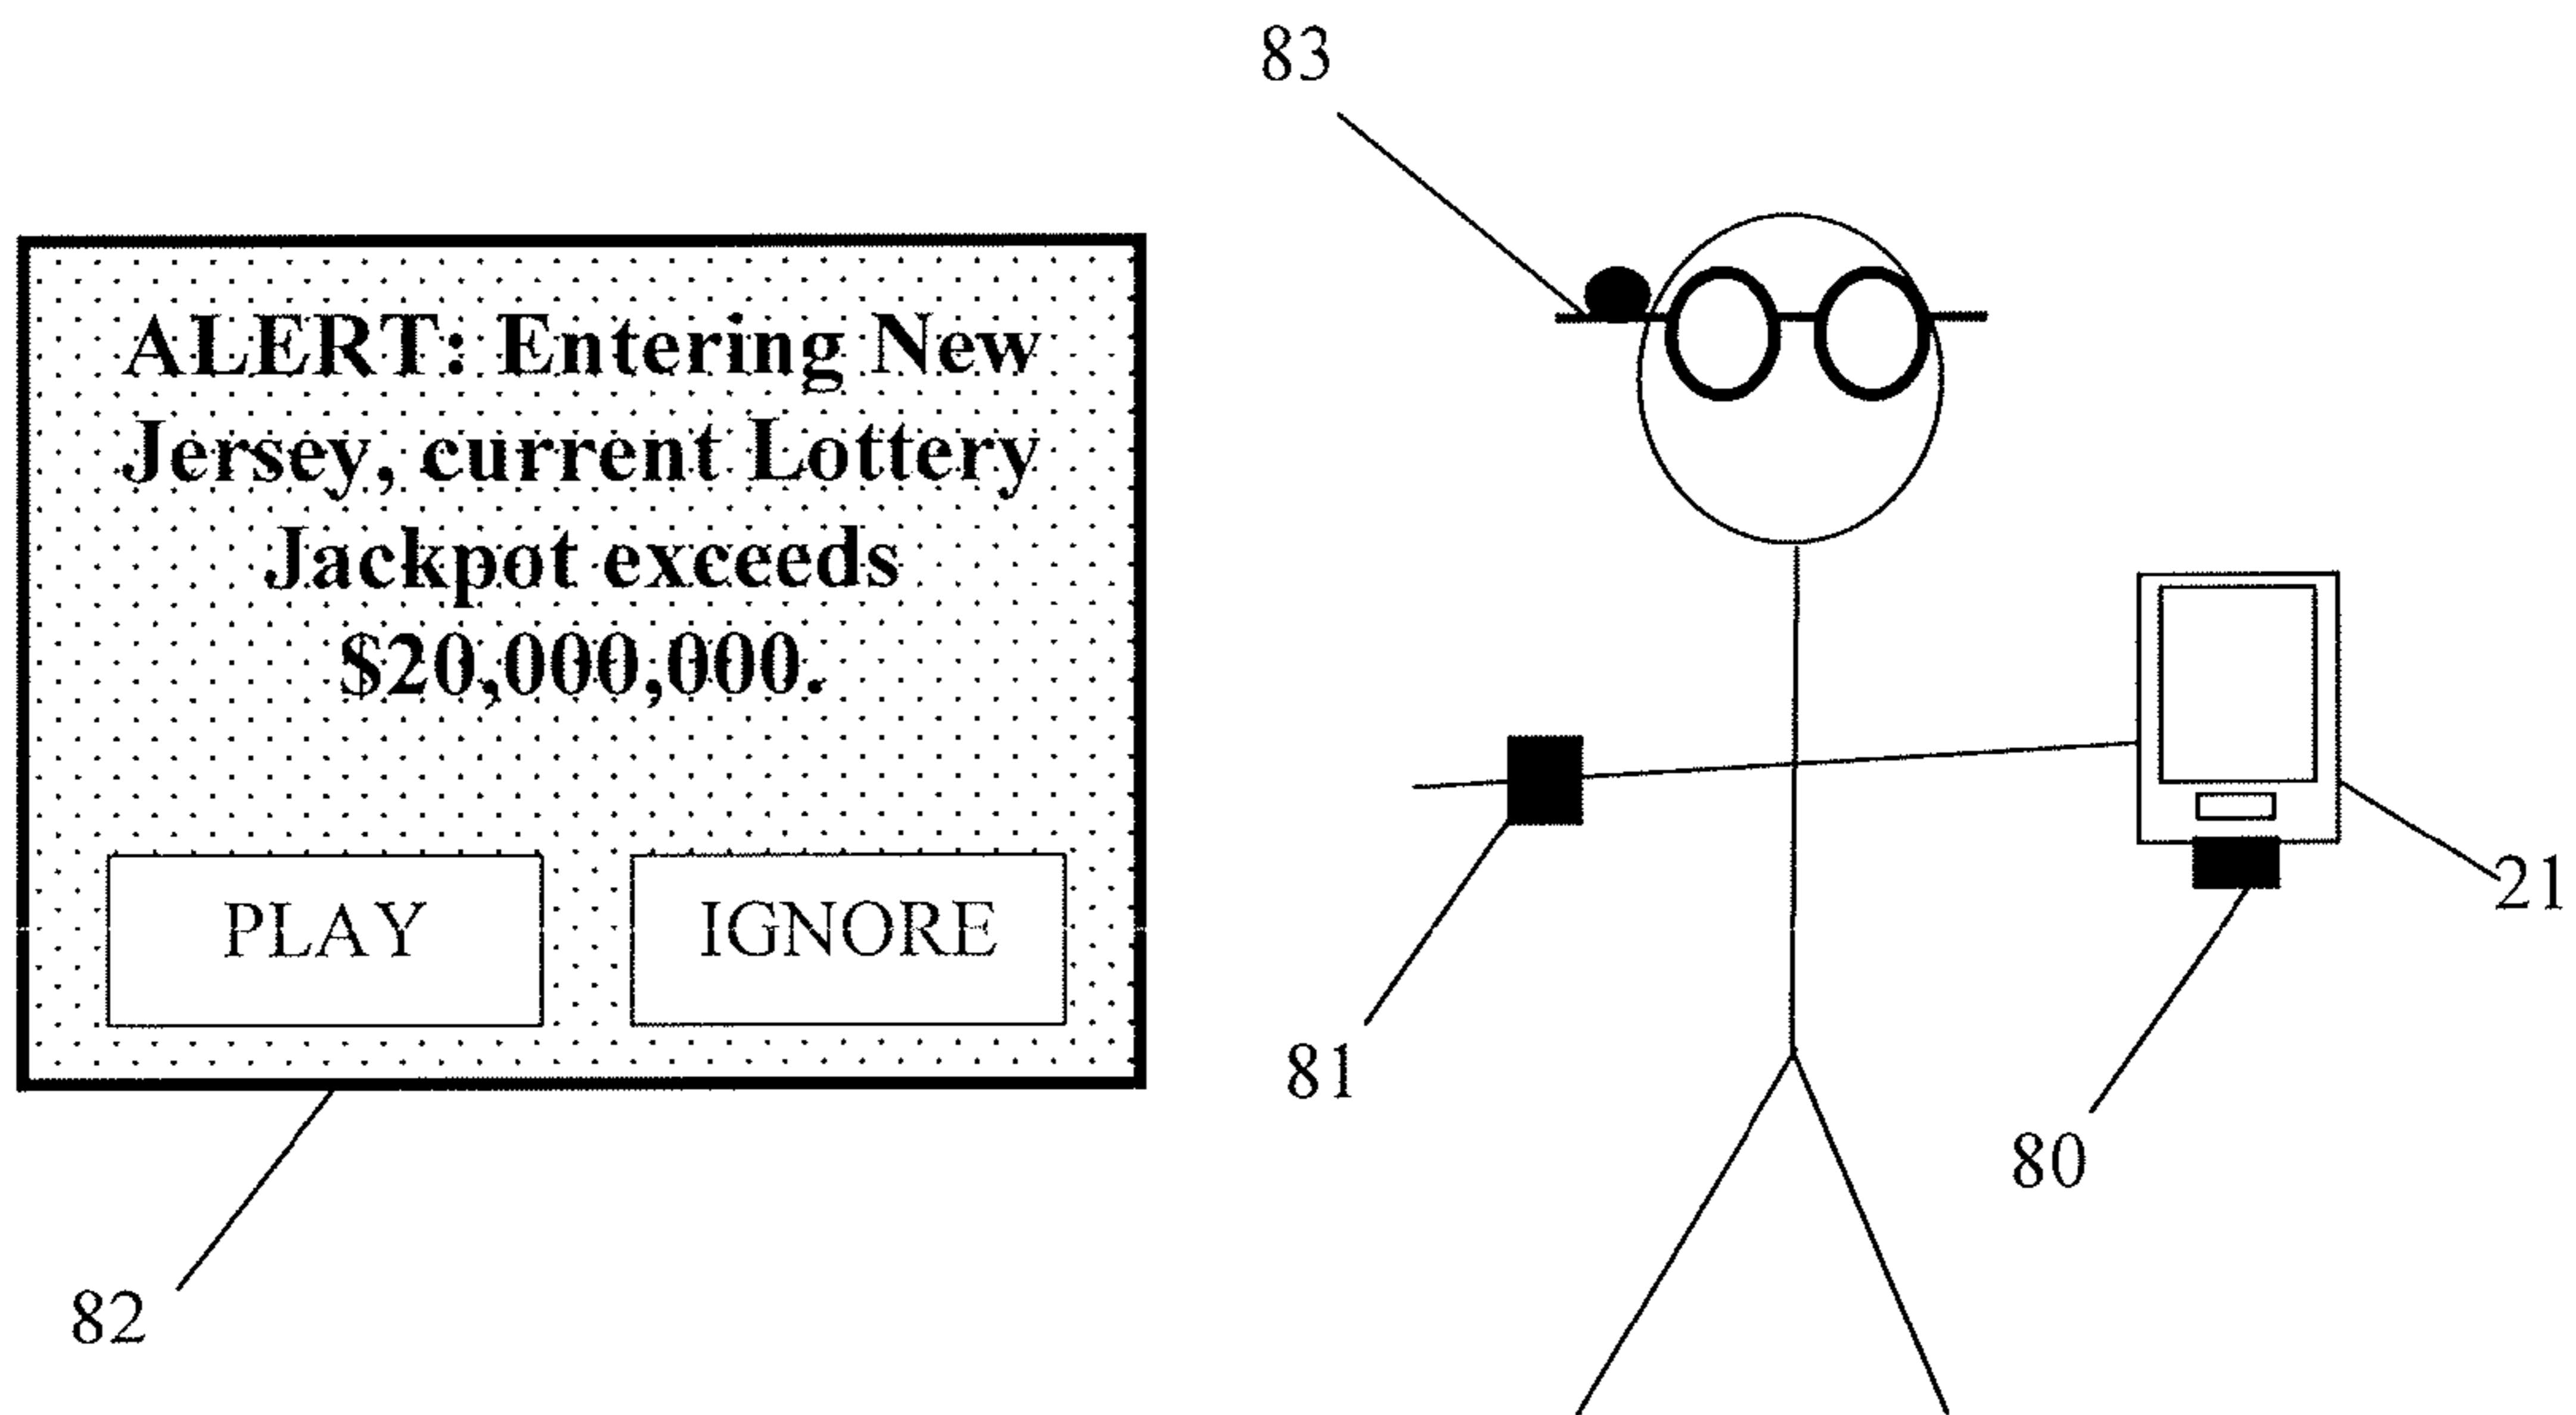 83
ALERT: Entering New
Jersey, current Lottery
Jackpot exceeds
$20,000,000.
PLAY IGNORE
21
81
80
82